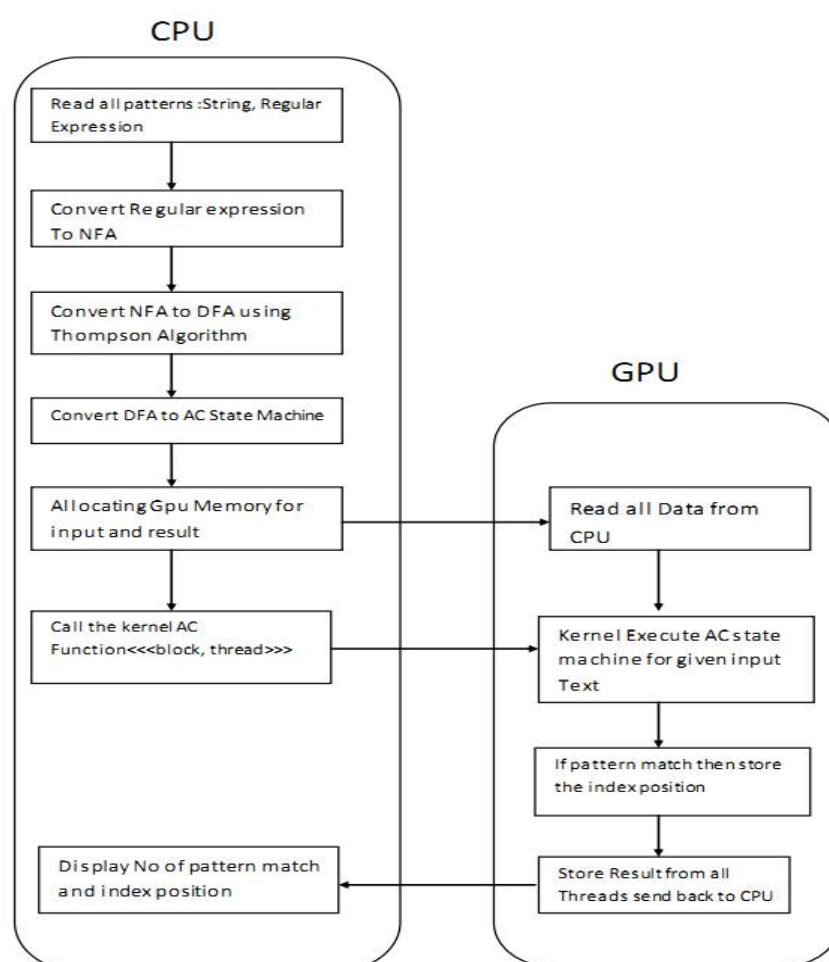 CPU
Read all patterns :String, Regular
Expression
Convert Regular expression
To NFA
Convert NFA to DFA using
Thompson Algorithm
Convert DFA to AC State Machine
Allocating Gpu Memory for
input and result
Call the kernel AC
Function<<<block, thread>>>
Display No of pattern match
and index position
GPU
Read all Data from
CPU
Kernel Execute AC state
machine for given input
Text
If pattern match then store
the index position
Store Result from all
Threads send back to CPU